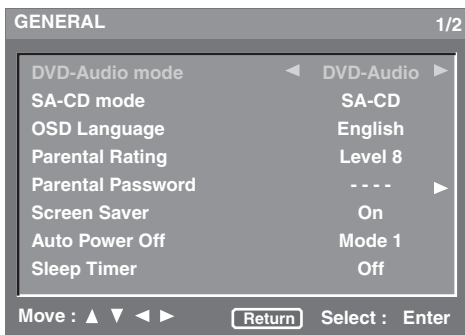 GENERAL 1/2
DVD-Audio mode ◀ DVD-Audio ▶
SA-CD mode SA-CD
OSD Language English
Parental Rating Level 8
Parental Password - - - - ▶
Screen Saver On
Auto Power Off Mode 1
Sleep Timer Off
Move : ▲ ▼ ◀ ▶ Return Select : Enter